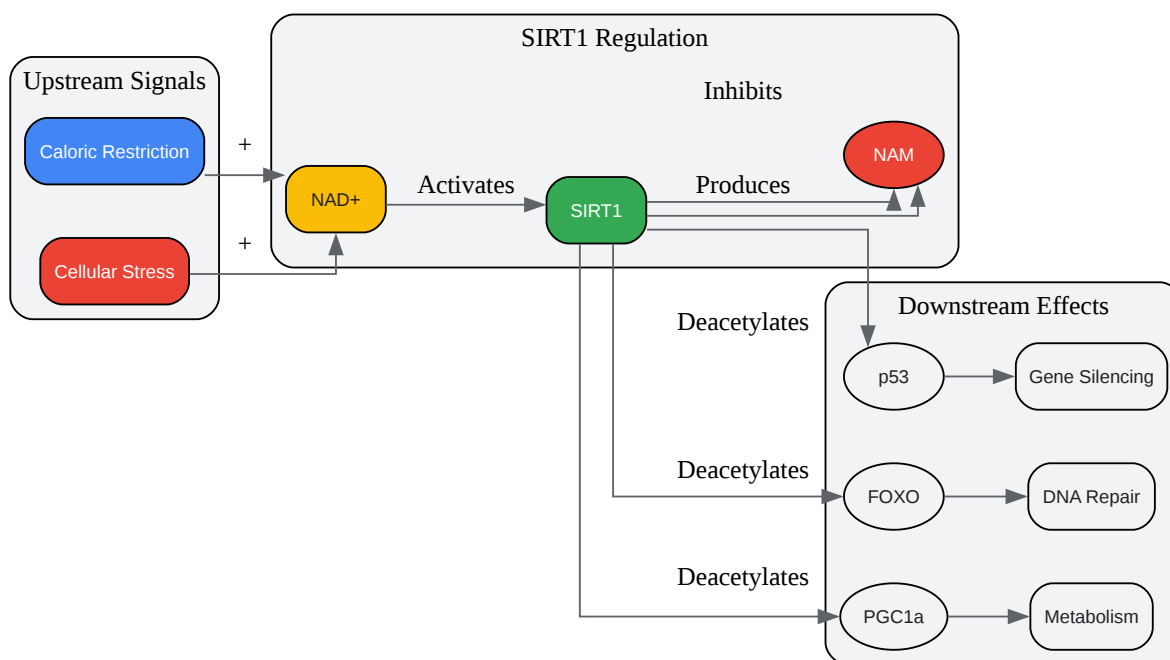 SIRT1 Regulation
Upstream Signals
Inhibits
Caloric Restriction
+
NAM
Activates
Produces
NAD+
SIRT1
+
Cellular Stress
Downstream Effects
Deacetylates
p53
Gene Silencing
Deacetylates
FOXO
DNA Repair
Deacetylates
PGC1a
Metabolism